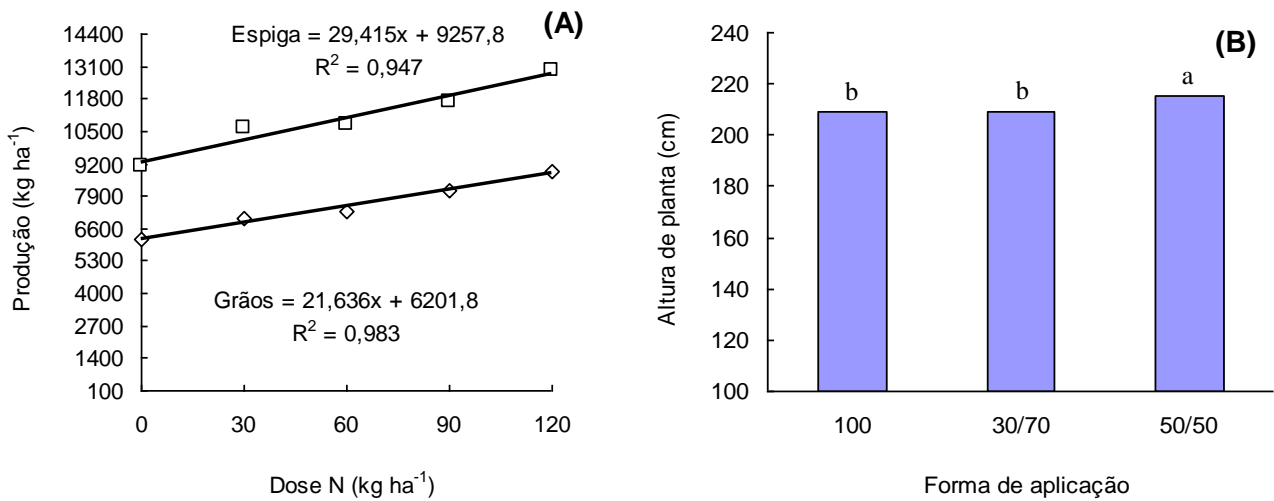 (A)
Espiga = 29,415x + 9257,8
R² = 0,947
Grãos = 21,636x + 6201,8
R² = 0,983
Produção (kg ha⁻¹)
14400
13100
11800
10500
9200
7900
6600
5300
4000
2700
1400
100
0 30 60 90 120
Dose N (kg ha⁻¹)
(B)
Altura de planta (cm)
240
220
200
180
160
140
120
100
b b a
100 30/70 50/50
Forma de aplicação